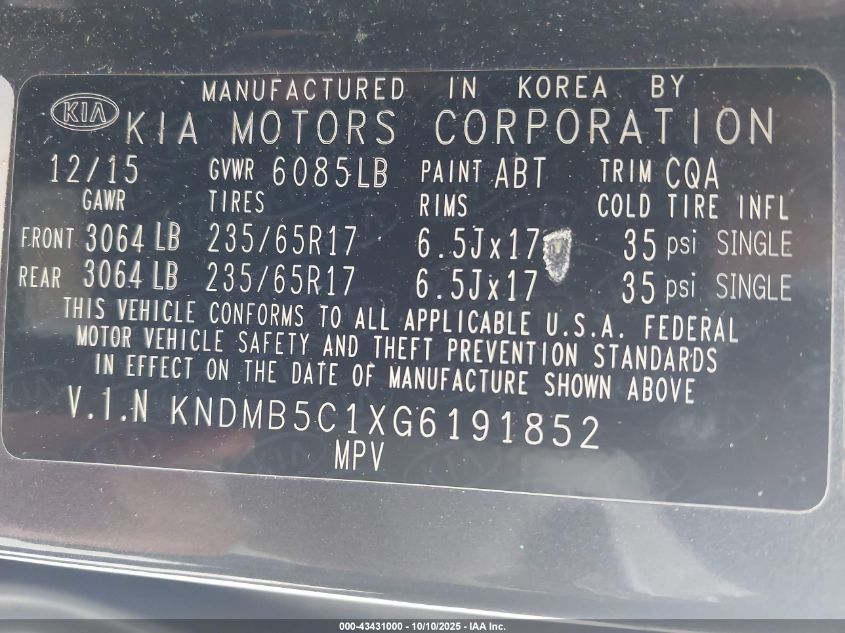 MANUFACTURED IN KOREA BY
KIA KIA MOTORS CORPORATION
12/15 GVWR 6085LB PAINT ABT TRIM CQA
GAWR TIRES RIMS COLD TIRE INFL
FRONT 3064 LB 235/65R17 6.5Jx17 35 psi SINGLE
REAR 3064 LB 235/65R17 6.5Jx17 35 psi SINGLE
THIS VEHICLE CONFORMS TO ALL APPLICABLE U.S.A. FEDERAL
MOTOR VEHICLE SAFETY AND THEFT PREVENTION STANDARDS
IN EFFECT ON THE DATE OF MANUFACTURE SHOWN ABOVE
V.I.N KNDMB5C1XG6191852
MPV
000-43431000 - 10/10/2025 - IAA Inc.